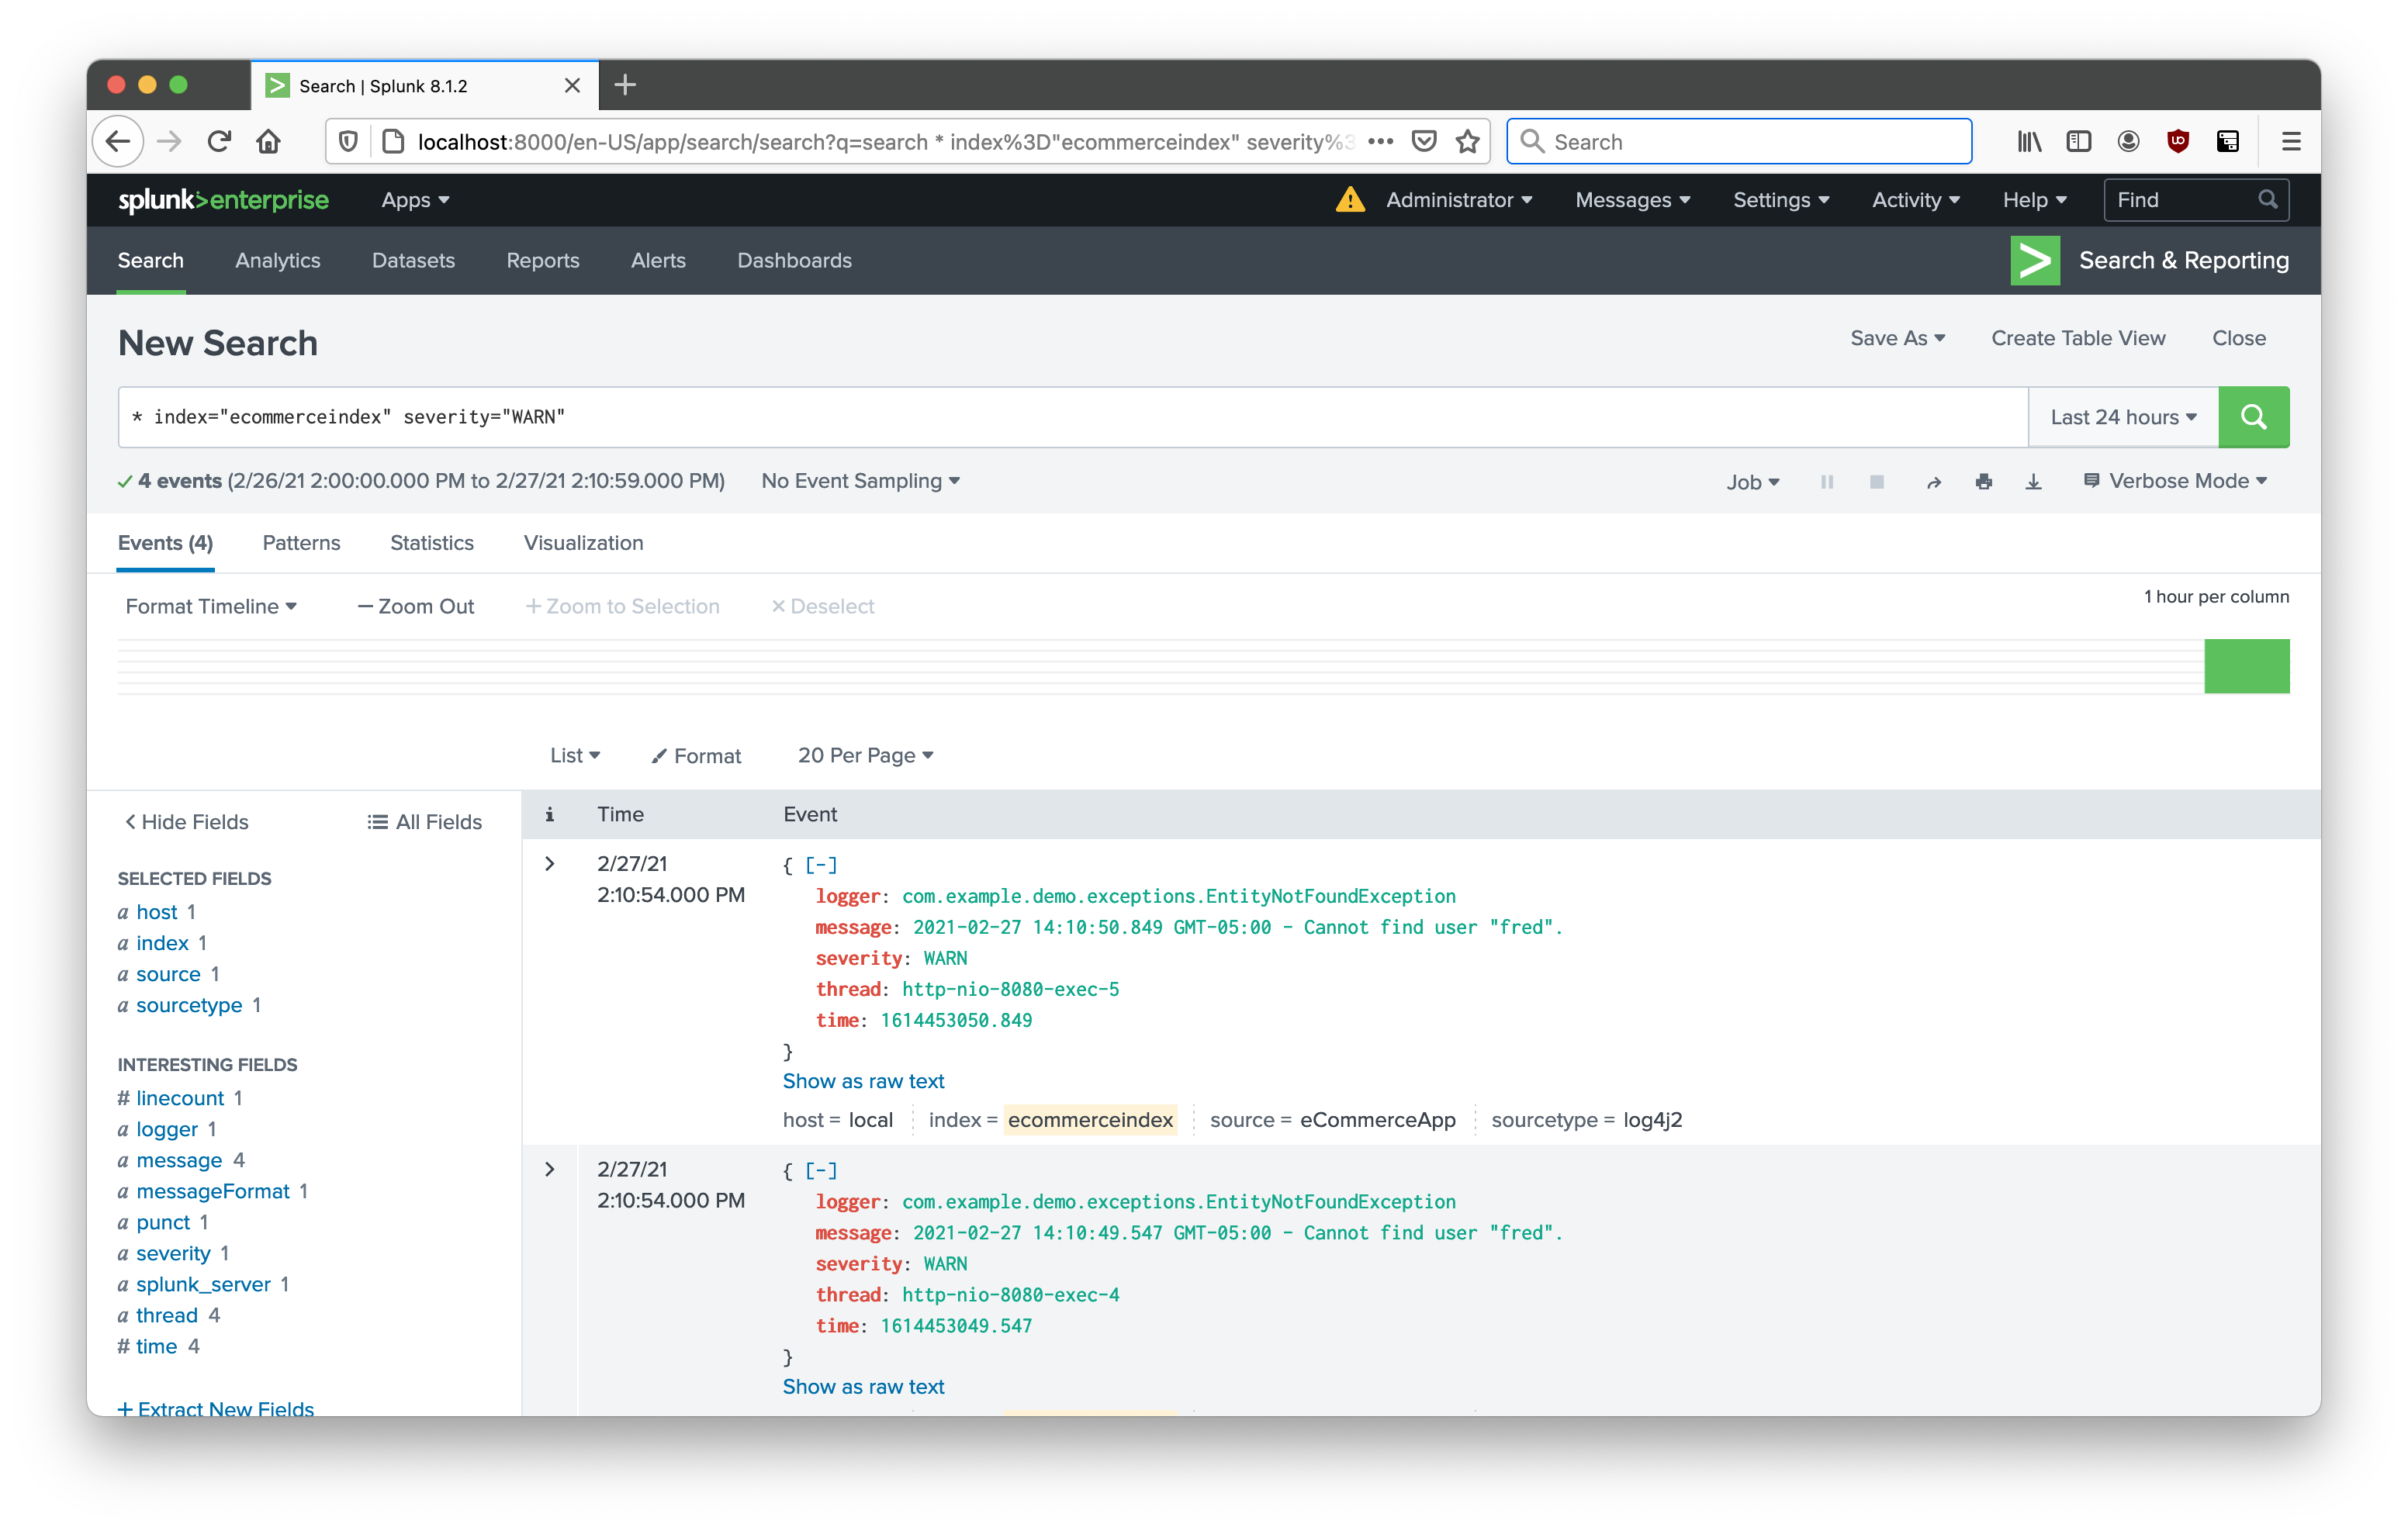 Search | Splunk 8.1.2
localhost:8000/en-US/app/search/search?q=search * index%3D"ecommerceindex" severity%3
Search
splunk>enterprise Apps Administrator Messages Settings Activity Help Find
Search Analytics Datasets Reports Alerts Dashboards Search & Reporting
New Search Save As Create Table View Close
* index="ecommerceindex" severity="WARN" Last 24 hours
4 events (2/26/21 2:00:00.000 PM to 2/27/21 2:10:59.000 PM) No Event Sampling Job Verbose Mode
Events (4) Patterns Statistics Visualization
Format Timeline — Zoom Out + Zoom to Selection × Deselect 1 hour per column
List Format 20 Per Page
< Hide Fields All Fields
SELECTED FIELDS
a host 1
a index 1
a source 1
a sourcetype 1
INTERESTING FIELDS
# linecount 1
a logger 1
a message 4
a messageFormat 1
a punct 1
a severity 1
a splunk_server 1
a thread 4
# time 4
+ Extract New Fields
i Time Event
> 2/27/21 { [-]
2:10:54.000 PM
logger: com.example.demo.exceptions.EntityNotFoundException
message: 2021-02-27 14:10:50.849 GMT-05:00 - Cannot find user "fred".
severity: WARN
thread: http-nio-8080-exec-5
time: 1614453050.849
}
Show as raw text
host = local index = ecommerceindex source = eCommerceApp sourcetype = log4j2
> 2/27/21 { [-]
2:10:54.000 PM
logger: com.example.demo.exceptions.EntityNotFoundException
message: 2021-02-27 14:10:49.547 GMT-05:00 - Cannot find user "fred".
severity: WARN
thread: http-nio-8080-exec-4
time: 1614453049.547
}
Show as raw text